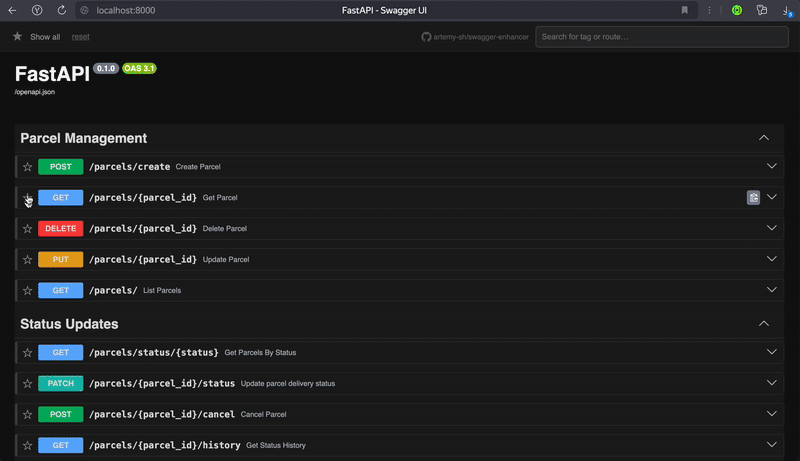 localhost:8000
FastAPI - Swagger UI
5
Show all
reset
artemy-sh/swagger-enhancer
Search for tag or route…
FastAPI 0.1.0 OAS 3.1
/openapi.json
Parcel Management
POST /parcels/create Create Parcel
GET /parcels/{parcel_id} Get Parcel
DELETE /parcels/{parcel_id} Delete Parcel
PUT /parcels/{parcel_id} Update Parcel
GET /parcels/ List Parcels
Status Updates
GET /parcels/status/{status} Get Parcels By Status
PATCH /parcels/{parcel_id}/status Update parcel delivery status
POST /parcels/{parcel_id}/cancel Cancel Parcel
GET /parcels/{parcel_id}/history Get Status History